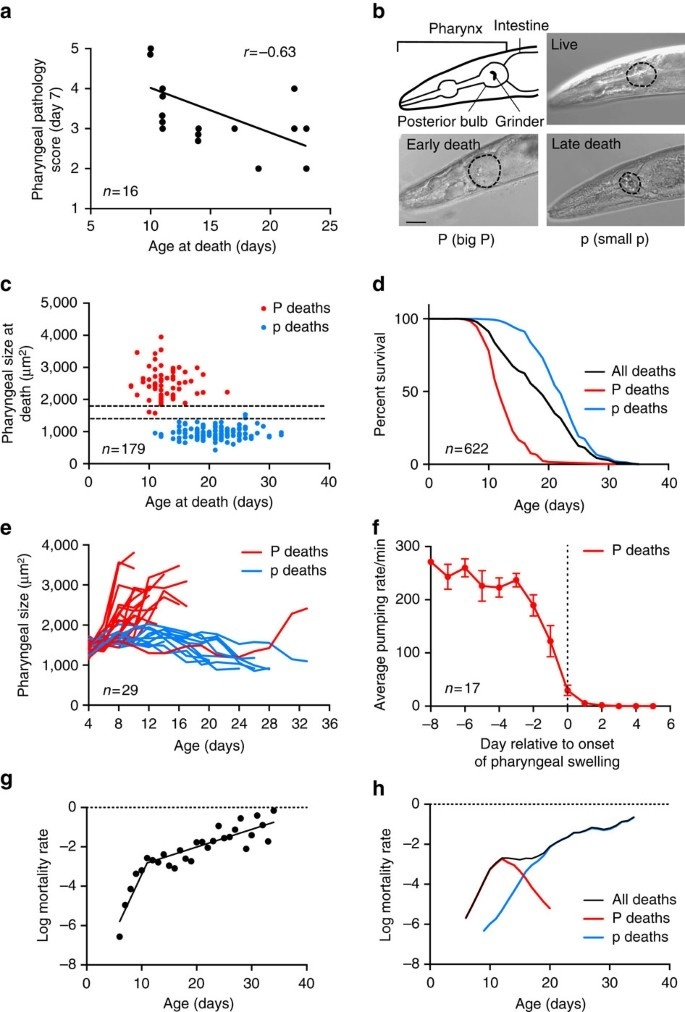 a
Pharyngeal pathology
score (day 7)
5
4
3
2
1
r=–0.63
n=16
5
10
15
20
25
Age at death (days)
b
Pharynx
Intestine
Posterior bulb
Grinder
Live
Early death
Late death
P (big P)
p (small p)
c
Pharyngeal size at
death (μm²)
5,000
4,000
3,000
2,000
1,000
0
P deaths
p deaths
n=179
0
10
20
30
40
Age at death (days)
d
Percent survival
100
50
0
All deaths
P deaths
p deaths
n=622
0
10
20
30
40
Age (days)
e
Pharyngeal size (μm²)
4,000
3,000
2,000
1,000
0
P deaths
p deaths
n=29
4
8
12
16
20
24
28
32
36
Age (days)
f
Average pumping rate/min
300
200
100
0
P deaths
n=17
–8
–6
–4
–2
0
2
4
6
Day relative to onset
of pharyngeal swelling
g
Log mortality rate
0
–2
–4
–6
–8
0
10
20
30
40
Age (days)
h
Log mortality rate
0
–2
–4
–6
–8
All deaths
P deaths
p deaths
0
10
20
30
40
Age (days)